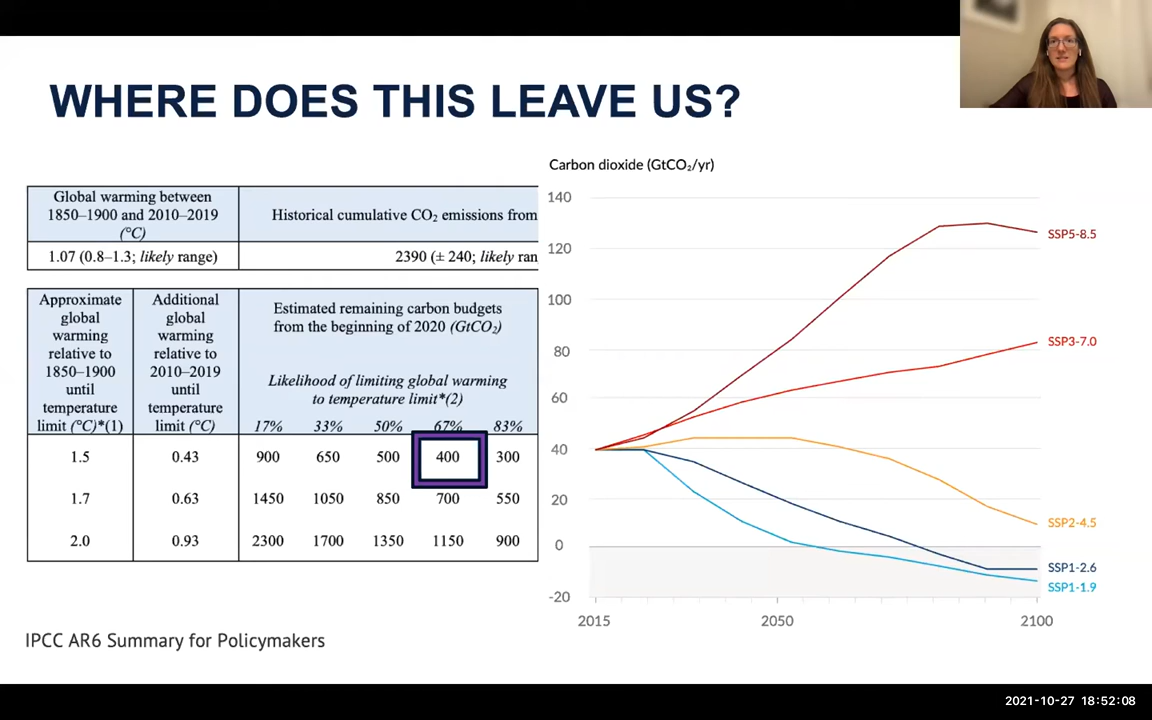 WHERE DOES THIS LEAVE US?
Global warming between
1850–1900 and 2010–2019
(°C)
Historical cumulative CO₂ emissions from
1.07 (0.8–1.3; likely range)
2390 (± 240; likely ran
Approximate
global
warming
relative to
1850–1900
until
temperature
limit (°C)*(1)
Additional
global
warming
relative to
2010–2019
until
temperature
limit (°C)
Estimated remaining carbon budgets
from the beginning of 2020 (GtCO₂)
Likelihood of limiting global warming
to temperature limit*(2)
17% 33% 50% 67% 83%
1.5 0.43 900 650 500 400 300
1.7 0.63 1450 1050 850 700 550
2.0 0.93 2300 1700 1350 1150 900
IPCC AR6 Summary for Policymakers
Carbon dioxide (GtCO₂/yr)
140
120
100
80
60
40
20
0
-20
SSP5-8.5
SSP3-7.0
SSP2-4.5
SSP1-2.6
SSP1-1.9
2015 2050 2100
2021-10-27 18:52:08